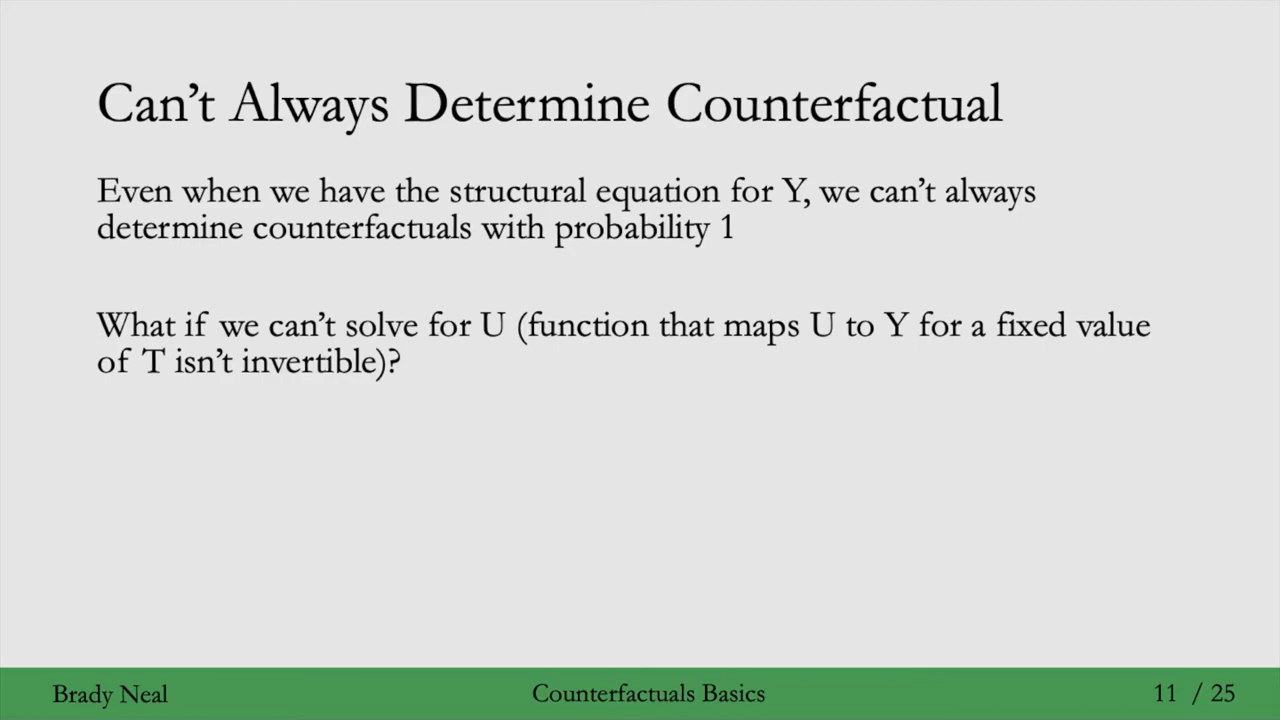 Can't Always Determine Counterfactual
Even when we have the structural equation for Y, we can't always
determine counterfactuals with probability 1
What if we can't solve for U (function that maps U to Y for a fixed value
of T isn't invertible)?
Brady Neal
Counterfactuals Basics
11 / 25